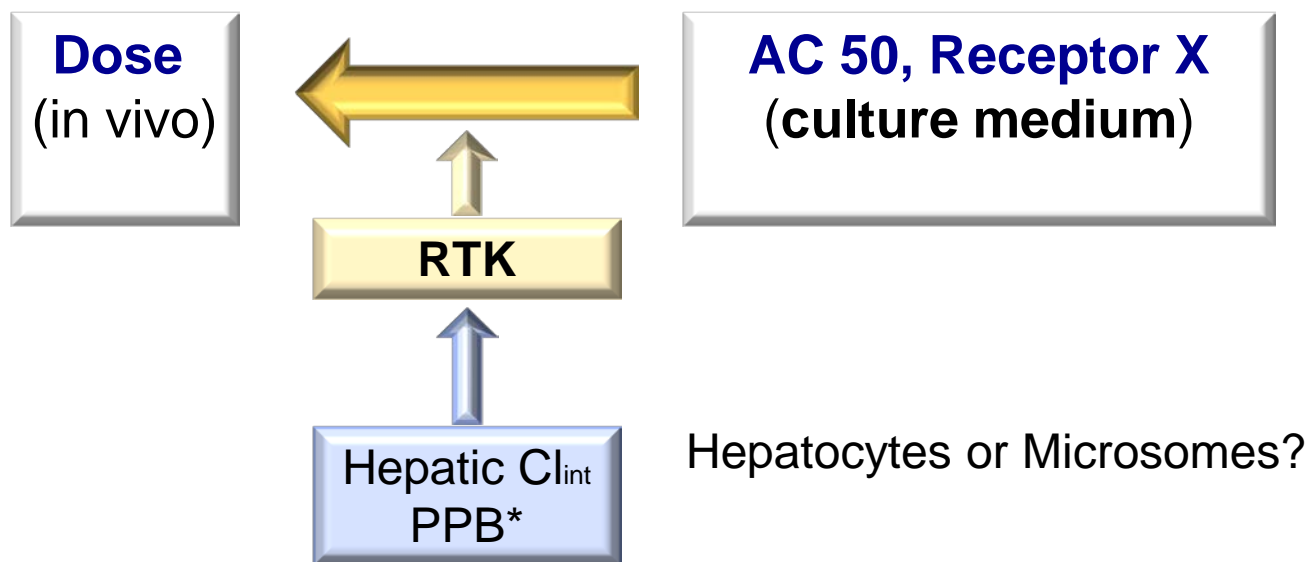 Dose
(in vivo)
AC 50, Receptor X
(culture medium)
RTK
Hepatic Clint
PPB*
Hepatocytes or Microsomes?